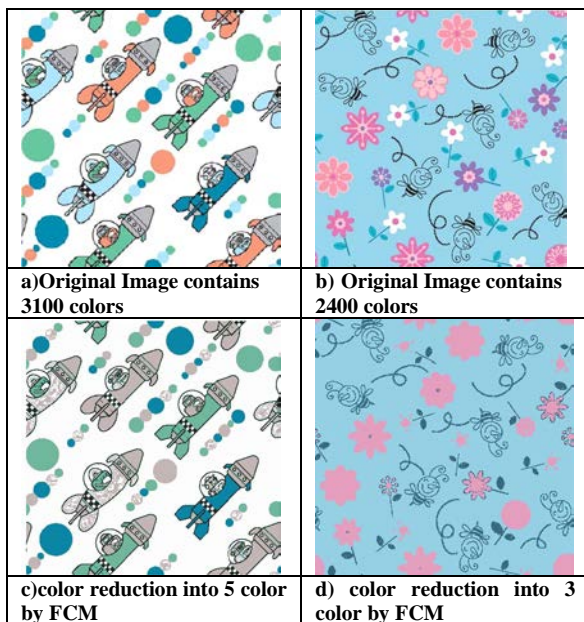 a)Original Image contains
3100 colors
b) Original Image contains
2400 colors
c)color reduction into 5 color
by FCM
d) color reduction into 3
color by FCM